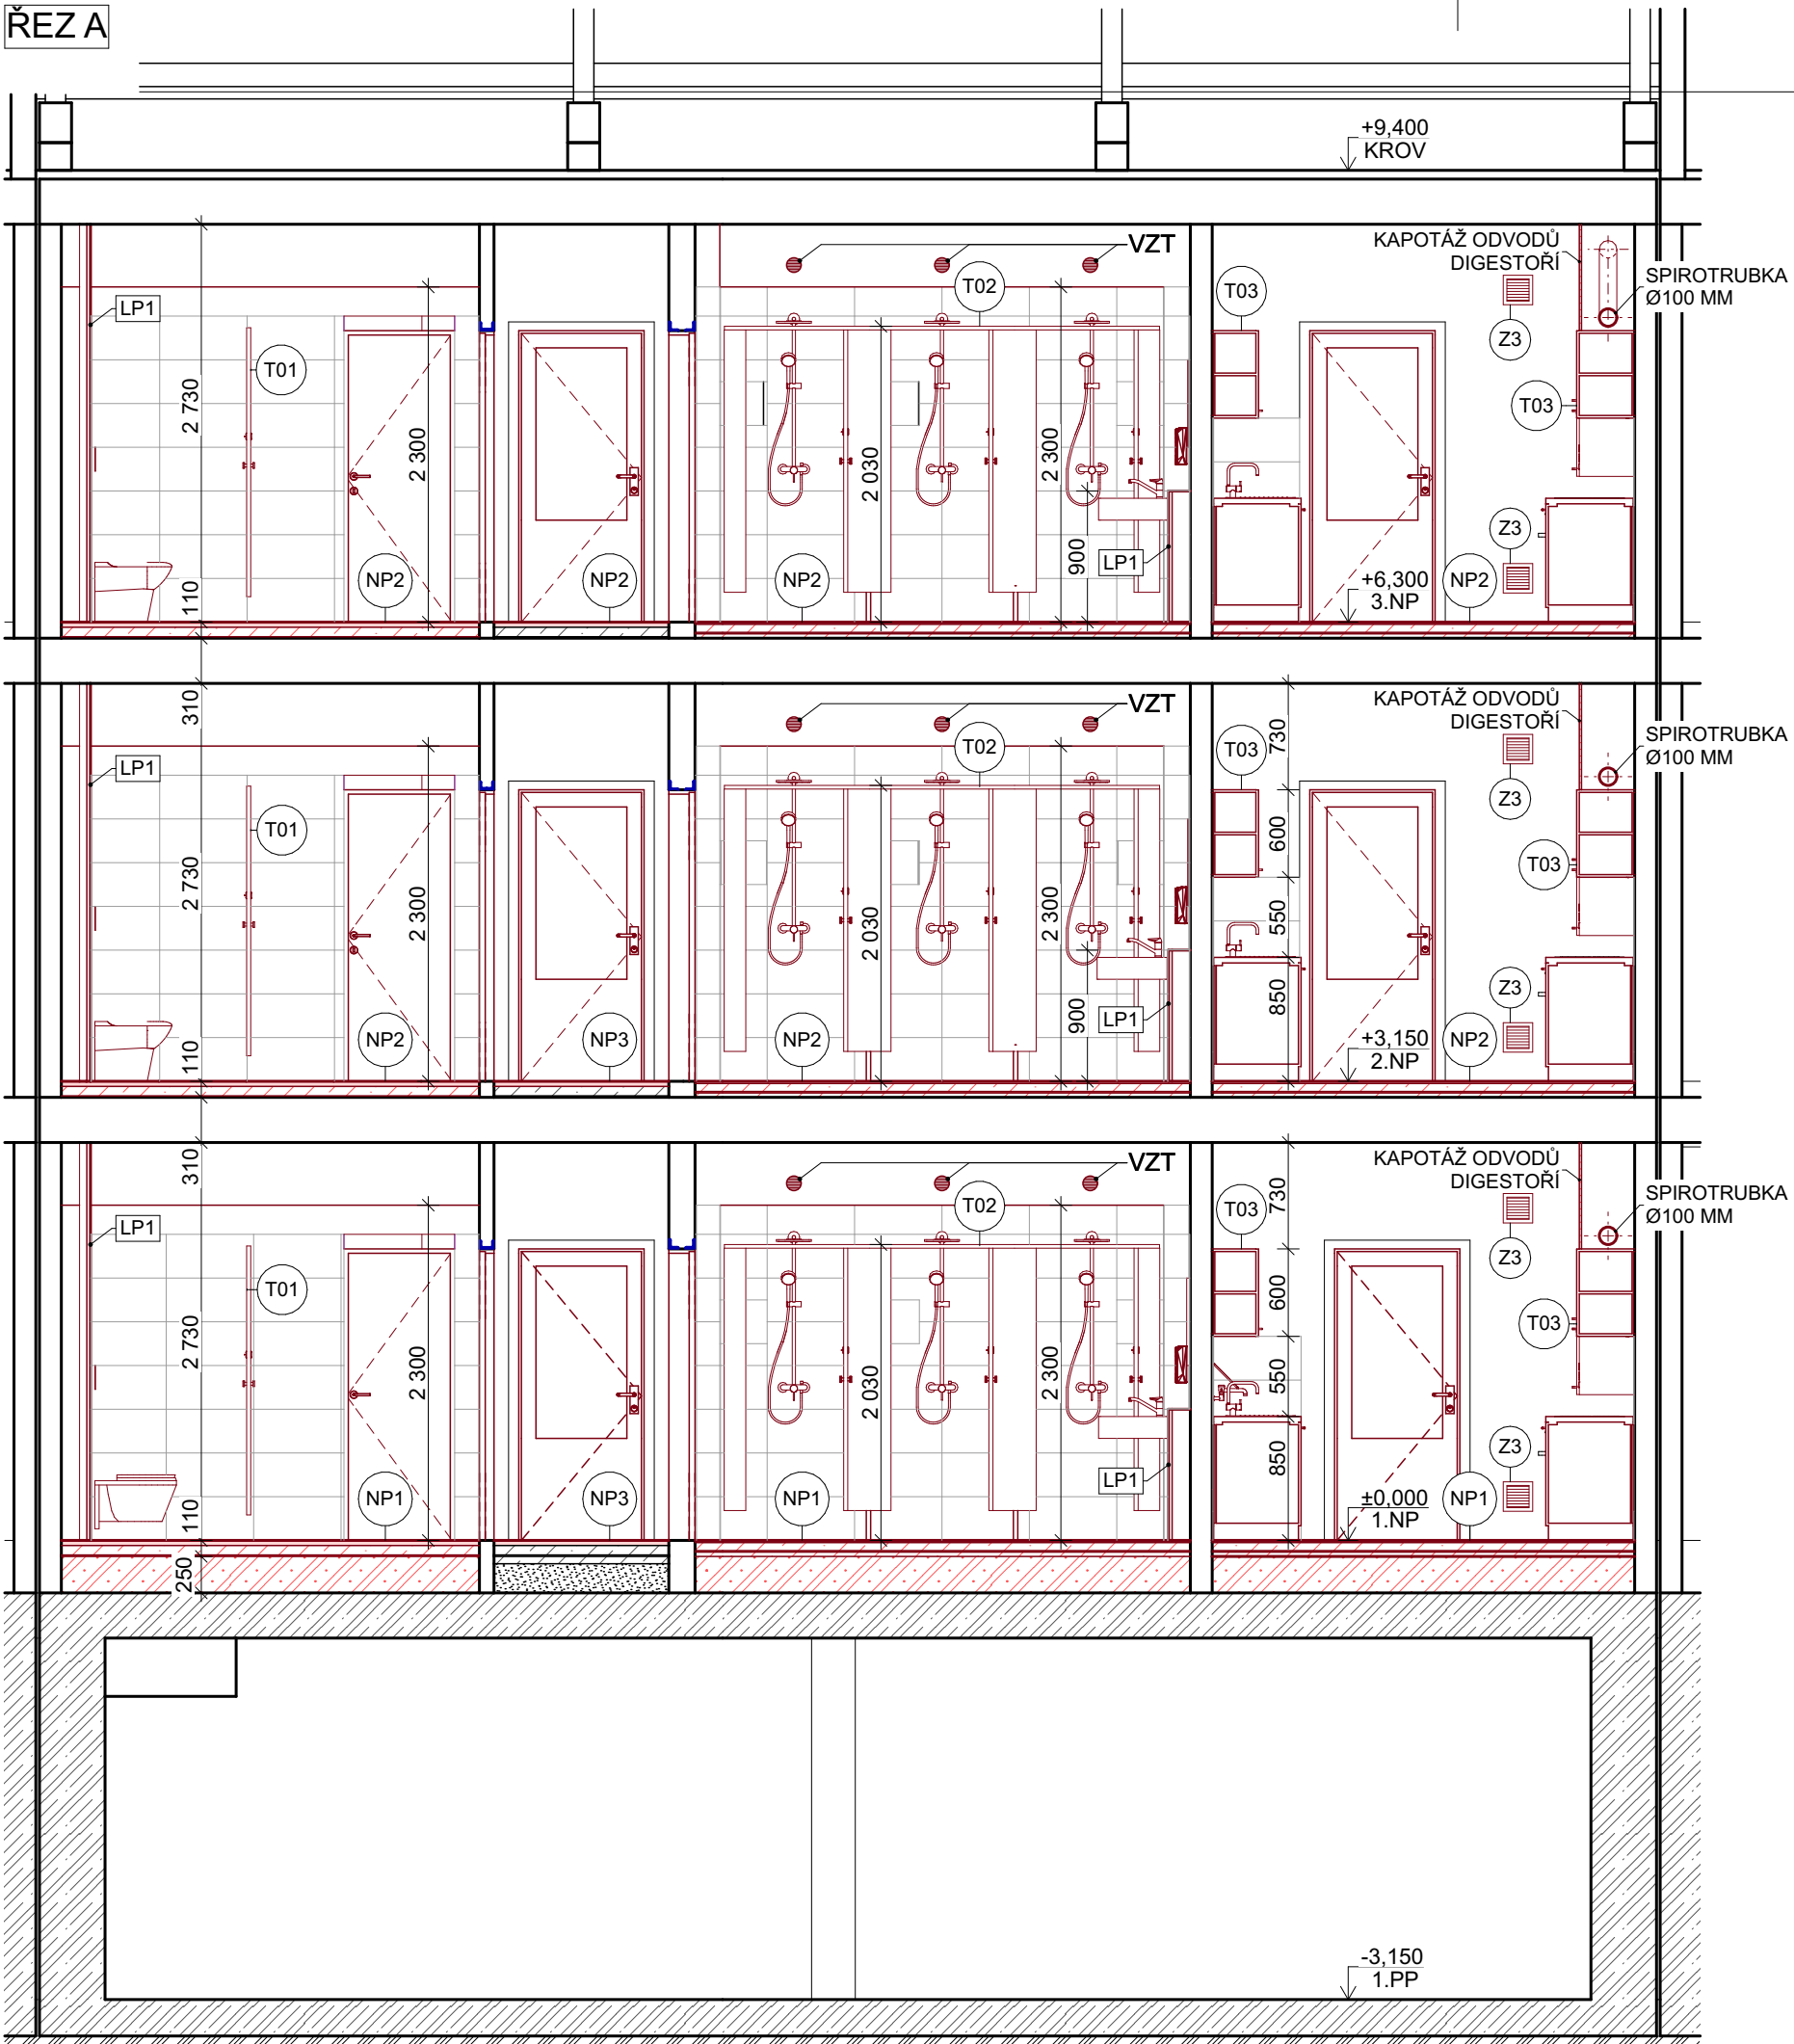 ŘEZ A
+9,400
KROV
VZT
KAPOTÁŽ ODVODŮ
DIGESTOŘÍ
SPIROTRUBKA
Ø100 MM
LP1
T02
T03
Z3
T01
T03
2 730
2 300
2 030
2 300
900
Z3
LP1
NP2
NP2
NP2
+6,300
3.NP
NP2
110
310
VZT
KAPOTÁŽ ODVODŮ
DIGESTOŘÍ
SPIROTRUBKA
Ø100 MM
730
LP1
T02
T03
Z3
T01
600
T03
2 730
2 300
2 030
2 300
550
900
850
Z3
LP1
NP2
NP3
NP2
+3,150
2.NP
NP2
110
310
VZT
KAPOTÁŽ ODVODŮ
DIGESTOŘÍ
SPIROTRUBKA
Ø100 MM
730
LP1
T02
T03
Z3
T01
600
T03
2 730
2 300
2 030
2 300
550
850
Z3
LP1
NP1
NP3
NP1
±0,000
1.NP
NP1
110
250
-3,150
1.PP